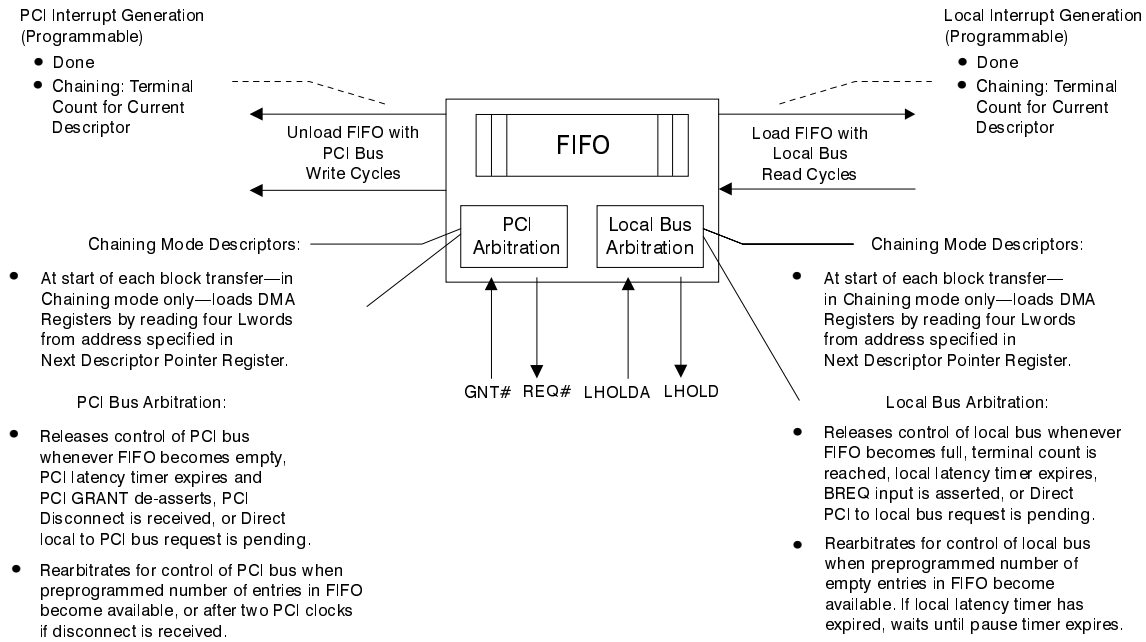 PCI Interrupt Generation
(Programmable)
● Done
● Chaining: Terminal
Count for Current
Descriptor
Local Interrupt Generation
(Programmable)
● Done
● Chaining: Terminal
Count for Current
Descriptor
Unload FIFO with
PCI Bus
Write Cycles
FIFO
Load FIFO with
Local Bus
Read Cycles
PCI
Arbitration
Local Bus
Arbitration
GNT#
REQ#
LHOLDA
LHOLD
Chaining Mode Descriptors:
● At start of each block transfer—in
Chaining mode only—loads DMA
Registers by reading four Lwords
from address specified in
Next Descriptor Pointer Register.
PCI Bus Arbitration:
● Releases control of PCI bus
whenever FIFO becomes empty,
PCI latency timer expires and
PCI GRANT de-asserts, PCI
Disconnect is received, or Direct
local to PCI bus request is pending.
● Rearbitrates for control of PCI bus when
preprogrammed number of entries in FIFO
become available, or after two PCI clocks
if disconnect is received.
Chaining Mode Descriptors:
● At start of each block transfer—
in Chaining mode only—loads DMA
Registers by reading four Lwords
from address specified in
Next Descriptor Pointer Register.
Local Bus Arbitration:
● Releases control of local bus whenever
FIFO becomes full, terminal count is
reached, local latency timer expires,
BREQ input is asserted, or Direct
PCI to local bus request is pending.
● Rearbitrates for control of local bus
when preprogrammed number of
empty entries in FIFO become
available. If local latency timer has
expired, waits until pause timer expires.